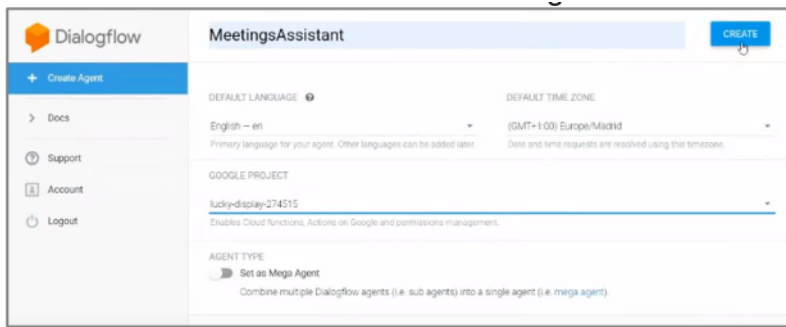 Dialogflow
MeetingsAssistant
CREATE
+ Create Agent
DEFAULT LANGUAGE
DEFAULT TIME ZONE
> Docs
English — en
(GMT+1:00) Europe/Madrid
Primary language for your agent. Other languages can be added later.
Date and time requests are resolved using this timezone.
Support
GOOGLE PROJECT
Account
lucky-display-274515
Logout
Enables Cloud functions, Actions on Google and permissions management.
AGENT TYPE
Set as Mega Agent
Combine multiple Dialogflow agents (i.e. sub agents) into a single agent (i.e. mega agent).